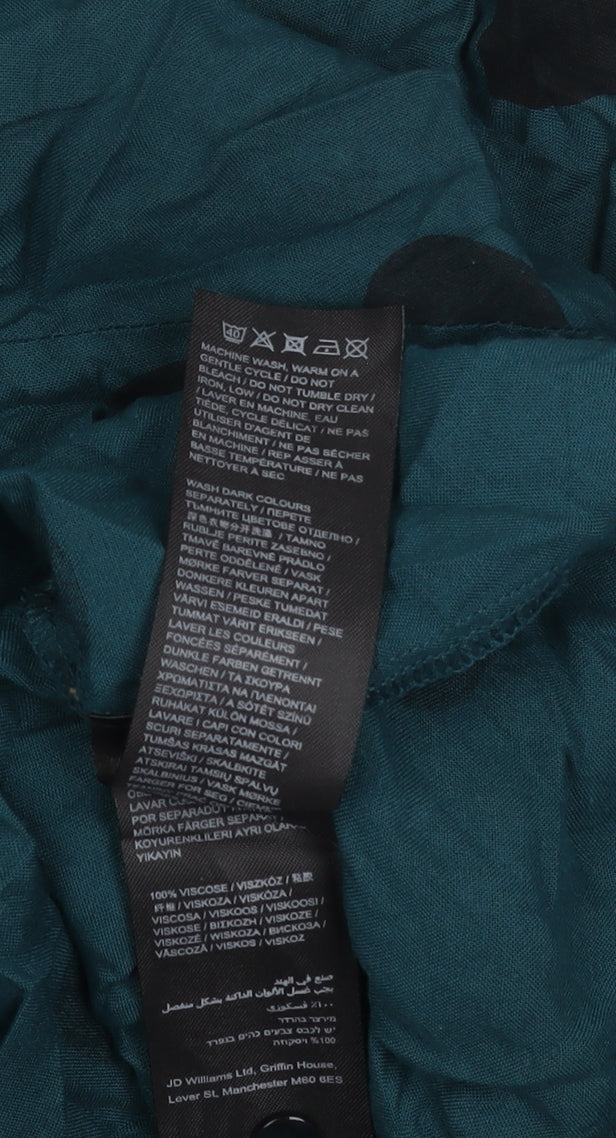 40
MACHINE WASH, WARM ON A
GENTLE CYCLE / DO NOT
BLEACH / DO NOT TUMBLE DRY /
IRON, LOW / DO NOT DRY CLEAN
/ LAVER EN MACHINE, EAU
TIÈDE, CYCLE DÉLICAT / NE PAS
UTILISER D'AGENT DE
BLANCHIMENT / NE PAS SÉCHER
EN MACHINE / REP ASSER À
BASSE TEMPÉRATURE / NE PAS
NETTOYER À SEC
WASH DARK COLOURS
SEPARATELY / ПЕРЕТЕ
ТЪМНИТЕ ЦВЕТОВЕ ОТДЕЛНО /
深色衣物分开洗涤 / TAMNO
RUBLJE PERITE ZASEBNO /
TMAVÉ BAREVNÉ PRÁDLO
PERTE ODDĚLENĚ / VASK
MØRKE FARVER SEPARAT /
DONKERE KLEUREN APART
WASSEN / PESKE TUMEDAT
VÄRVI ESEMEID ERALDI / PESE
TUMMAT VÄRIT ERIKSEEN /
LAVER LES COULEURS
FONCÉES SÉPARÉMENT /
DUNKLE FARBEN GETRENNT
WASCHEN / ΤΑ ΣΚΟΥΡΑ
ΧΡΩΜΑΤΙΣΤΑ ΝΑ ΠΛΕΝΟΝΤΑΙ
ΞΕΧΩΡΙΣΤΑ / A SÖTÉT SZÍNŰ
RUHÁKAT KÜLÖN MOSSA /
LAVARE I CAPI CON COLORI
SCURI SEPARATAMENTE /
TUMŠAS KRĀSAS MAZGĀT
ATSEVIŠĶI / SKALBKITE
ATSKIRAI TAMSIŲ SPALVŲ
SKALBINIUS / VASK MØRKE
FARGER FOR SEG /
LAVAR
POR SEPARADO
MÖRKA FÄRGER SEPARAT /
KOYU RENKLILERI AYRI OLARAK
YIKAYIN
100% VISCOSE / VISZKÓZ / 粘胶
纤维 / VISKOZA / VISKÓZA /
VISCOSA / VISKOOS / VISKOOSI /
VISKOSE / ΒΙΣΚΟΖΗ / VISKOZE /
VISKOZĖ / WISKOZA / ВИСКОЗА /
VÂSCOZĂ / VISKOS / VISKOZ
صنع في الهند
يجب غسل الألوان الداكنة بشكل منفصل
١٠٠٪ فسكوزي
מיוצר בהודו
יש לכבס צבעים כהים בנפרד
100% ויסקוזה
JD Williams Ltd, Griffin House,
Lever St, Manchester M60 6ES